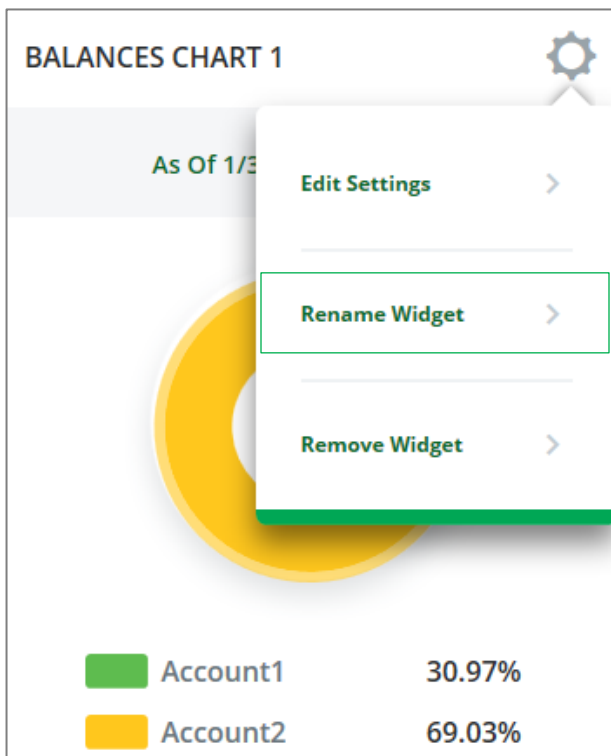 BALANCES CHART 1
As Of 1/3
Edit Settings
Rename Widget
Remove Widget
Account1 30.97%
Account2 69.03%